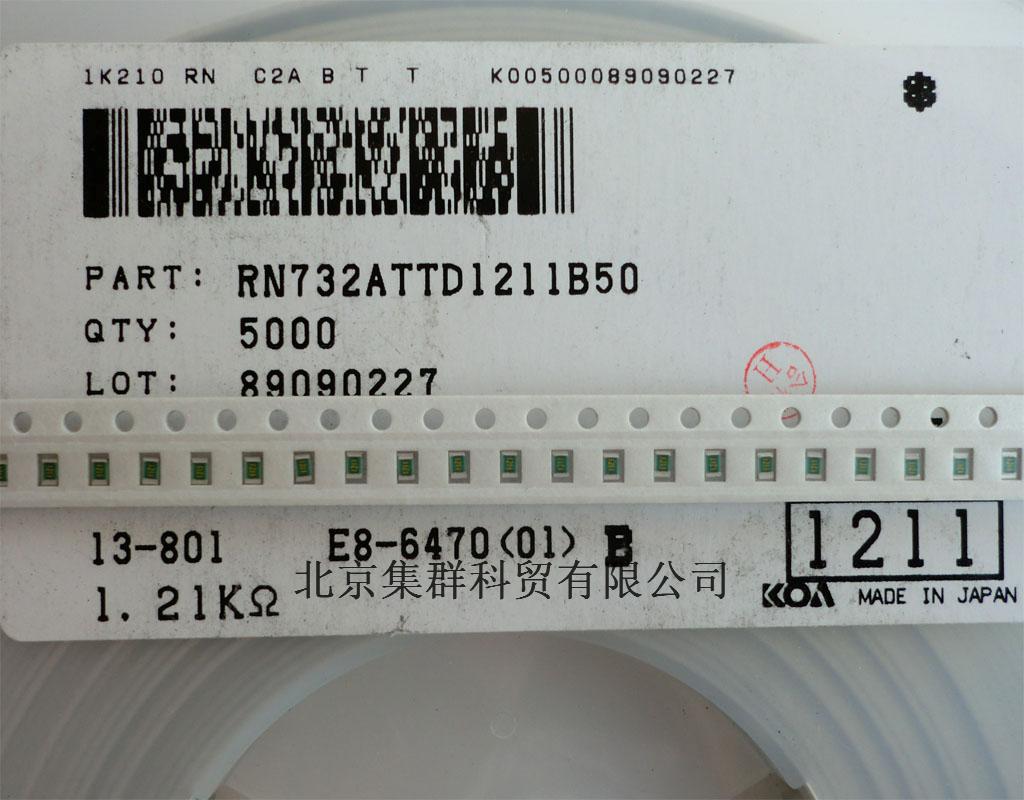 1K210 RN C2A B T T K00500089090227
PART: RN732ATTD1211B50
QTY: 5000
LOT: 89090227
13-801 E8-6470(01) B
1211
北京集群科贸有限公司
1.21KΩ
KOA MADE IN JAPAN